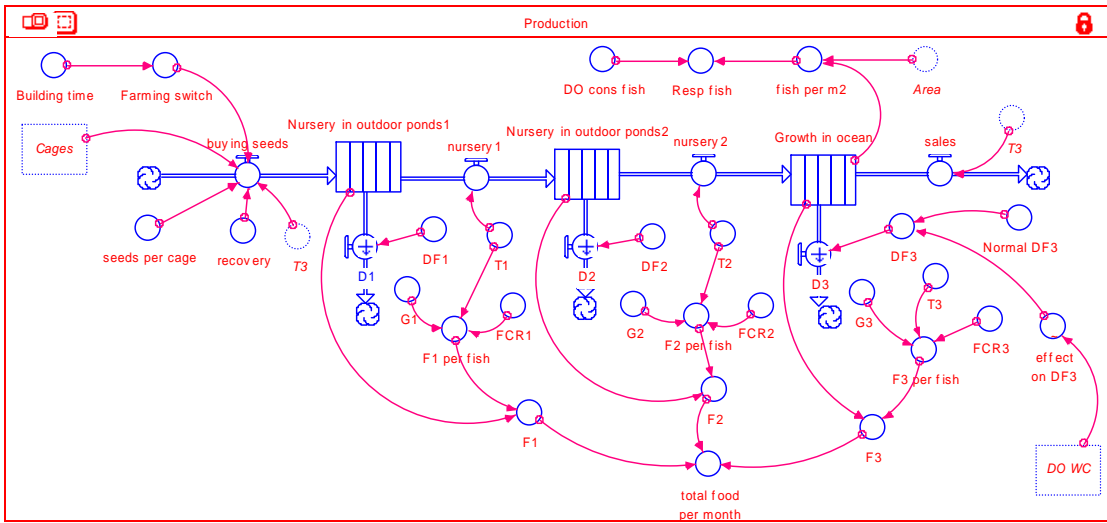 Production
Building time
Farming switch
DO cons fish
Resp fish
fish per m2
Area
Cages
buying seeds
Nursery in outdoor ponds1
nursery 1
Nursery in outdoor ponds2
nursery 2
Growth in ocean
sales
T3
seeds per cage
recovery
T3
D1
DF1
T1
D2
DF2
T2
D3
DF3
Normal DF3
G1
F1 per fish
FCR1
G2
F2 per fish
FCR2
G3
T3
F3 per fish
FCR3
effect
on DF3
F1
F2
F3
DO WC
total food
per month